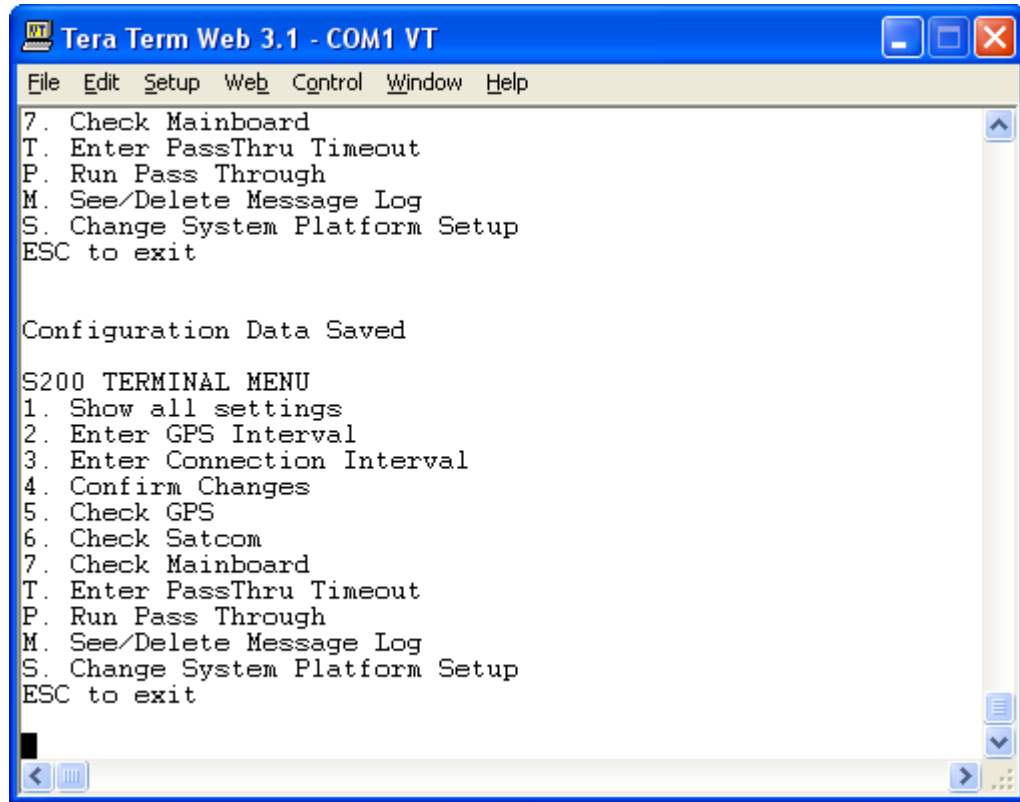 Tera Term Web 3.1 - COM1 VT
File Edit Setup Web Control Window Help
7. Check Mainboard
T. Enter PassThru Timeout
P. Run Pass Through
M. See/Delete Message Log
S. Change System Platform Setup
ESC to exit
Configuration Data Saved
S200 TERMINAL MENU
1. Show all settings
2. Enter GPS Interval
3. Enter Connection Interval
4. Confirm Changes
5. Check GPS
6. Check Satcom
7. Check Mainboard
T. Enter PassThru Timeout
P. Run Pass Through
M. See/Delete Message Log
S. Change System Platform Setup
ESC to exit